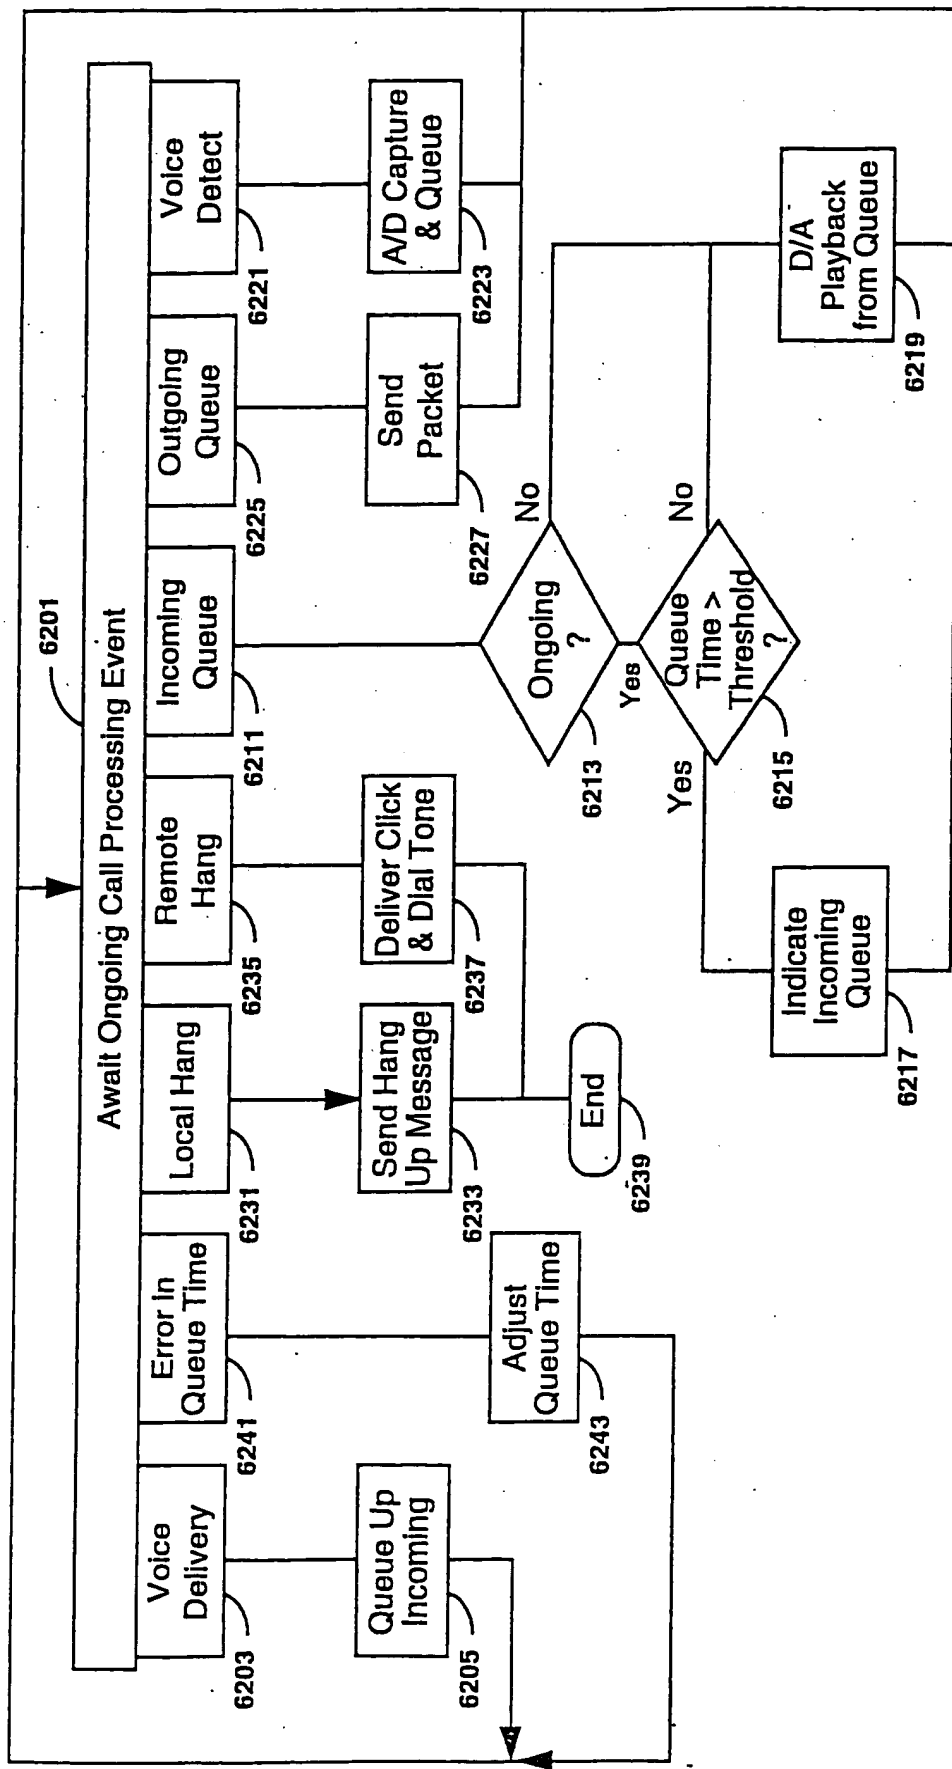 6201
Await Ongoing Call Processing Event
Voice
Delivery
6203
Queue Up
Incoming
6205
Error In
Queue Time
6241
Adjust
Queue Time
6243
Local Hang
6231
Send Hang
Up Message
6233
End
6239
Remote
Hang
6235
Deliver Click
& Dial Tone
6237
Incoming
Queue
6211
Ongoing
?
6213
No
Yes
Queue
Time >
Threshold
?
6215
Yes
No
Indicate
Incoming
Queue
6217
D/A
Playback
from Queue
6219
Outgoing
Queue
6225
Send
Packet
6227
Voice
Detect
6221
A/D Capture
& Queue
6223